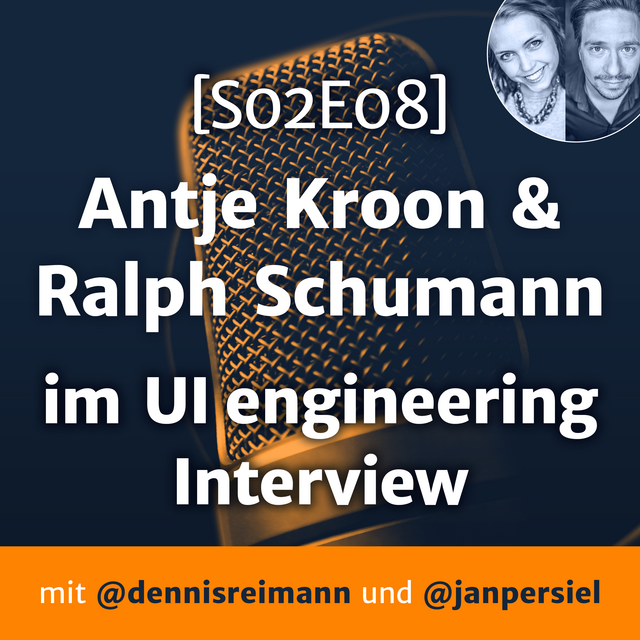 [S02E08]
Antje Kroon &
Ralph Schumann
im UI engineering
Interview
mit @dennisreimann und @janpersiel